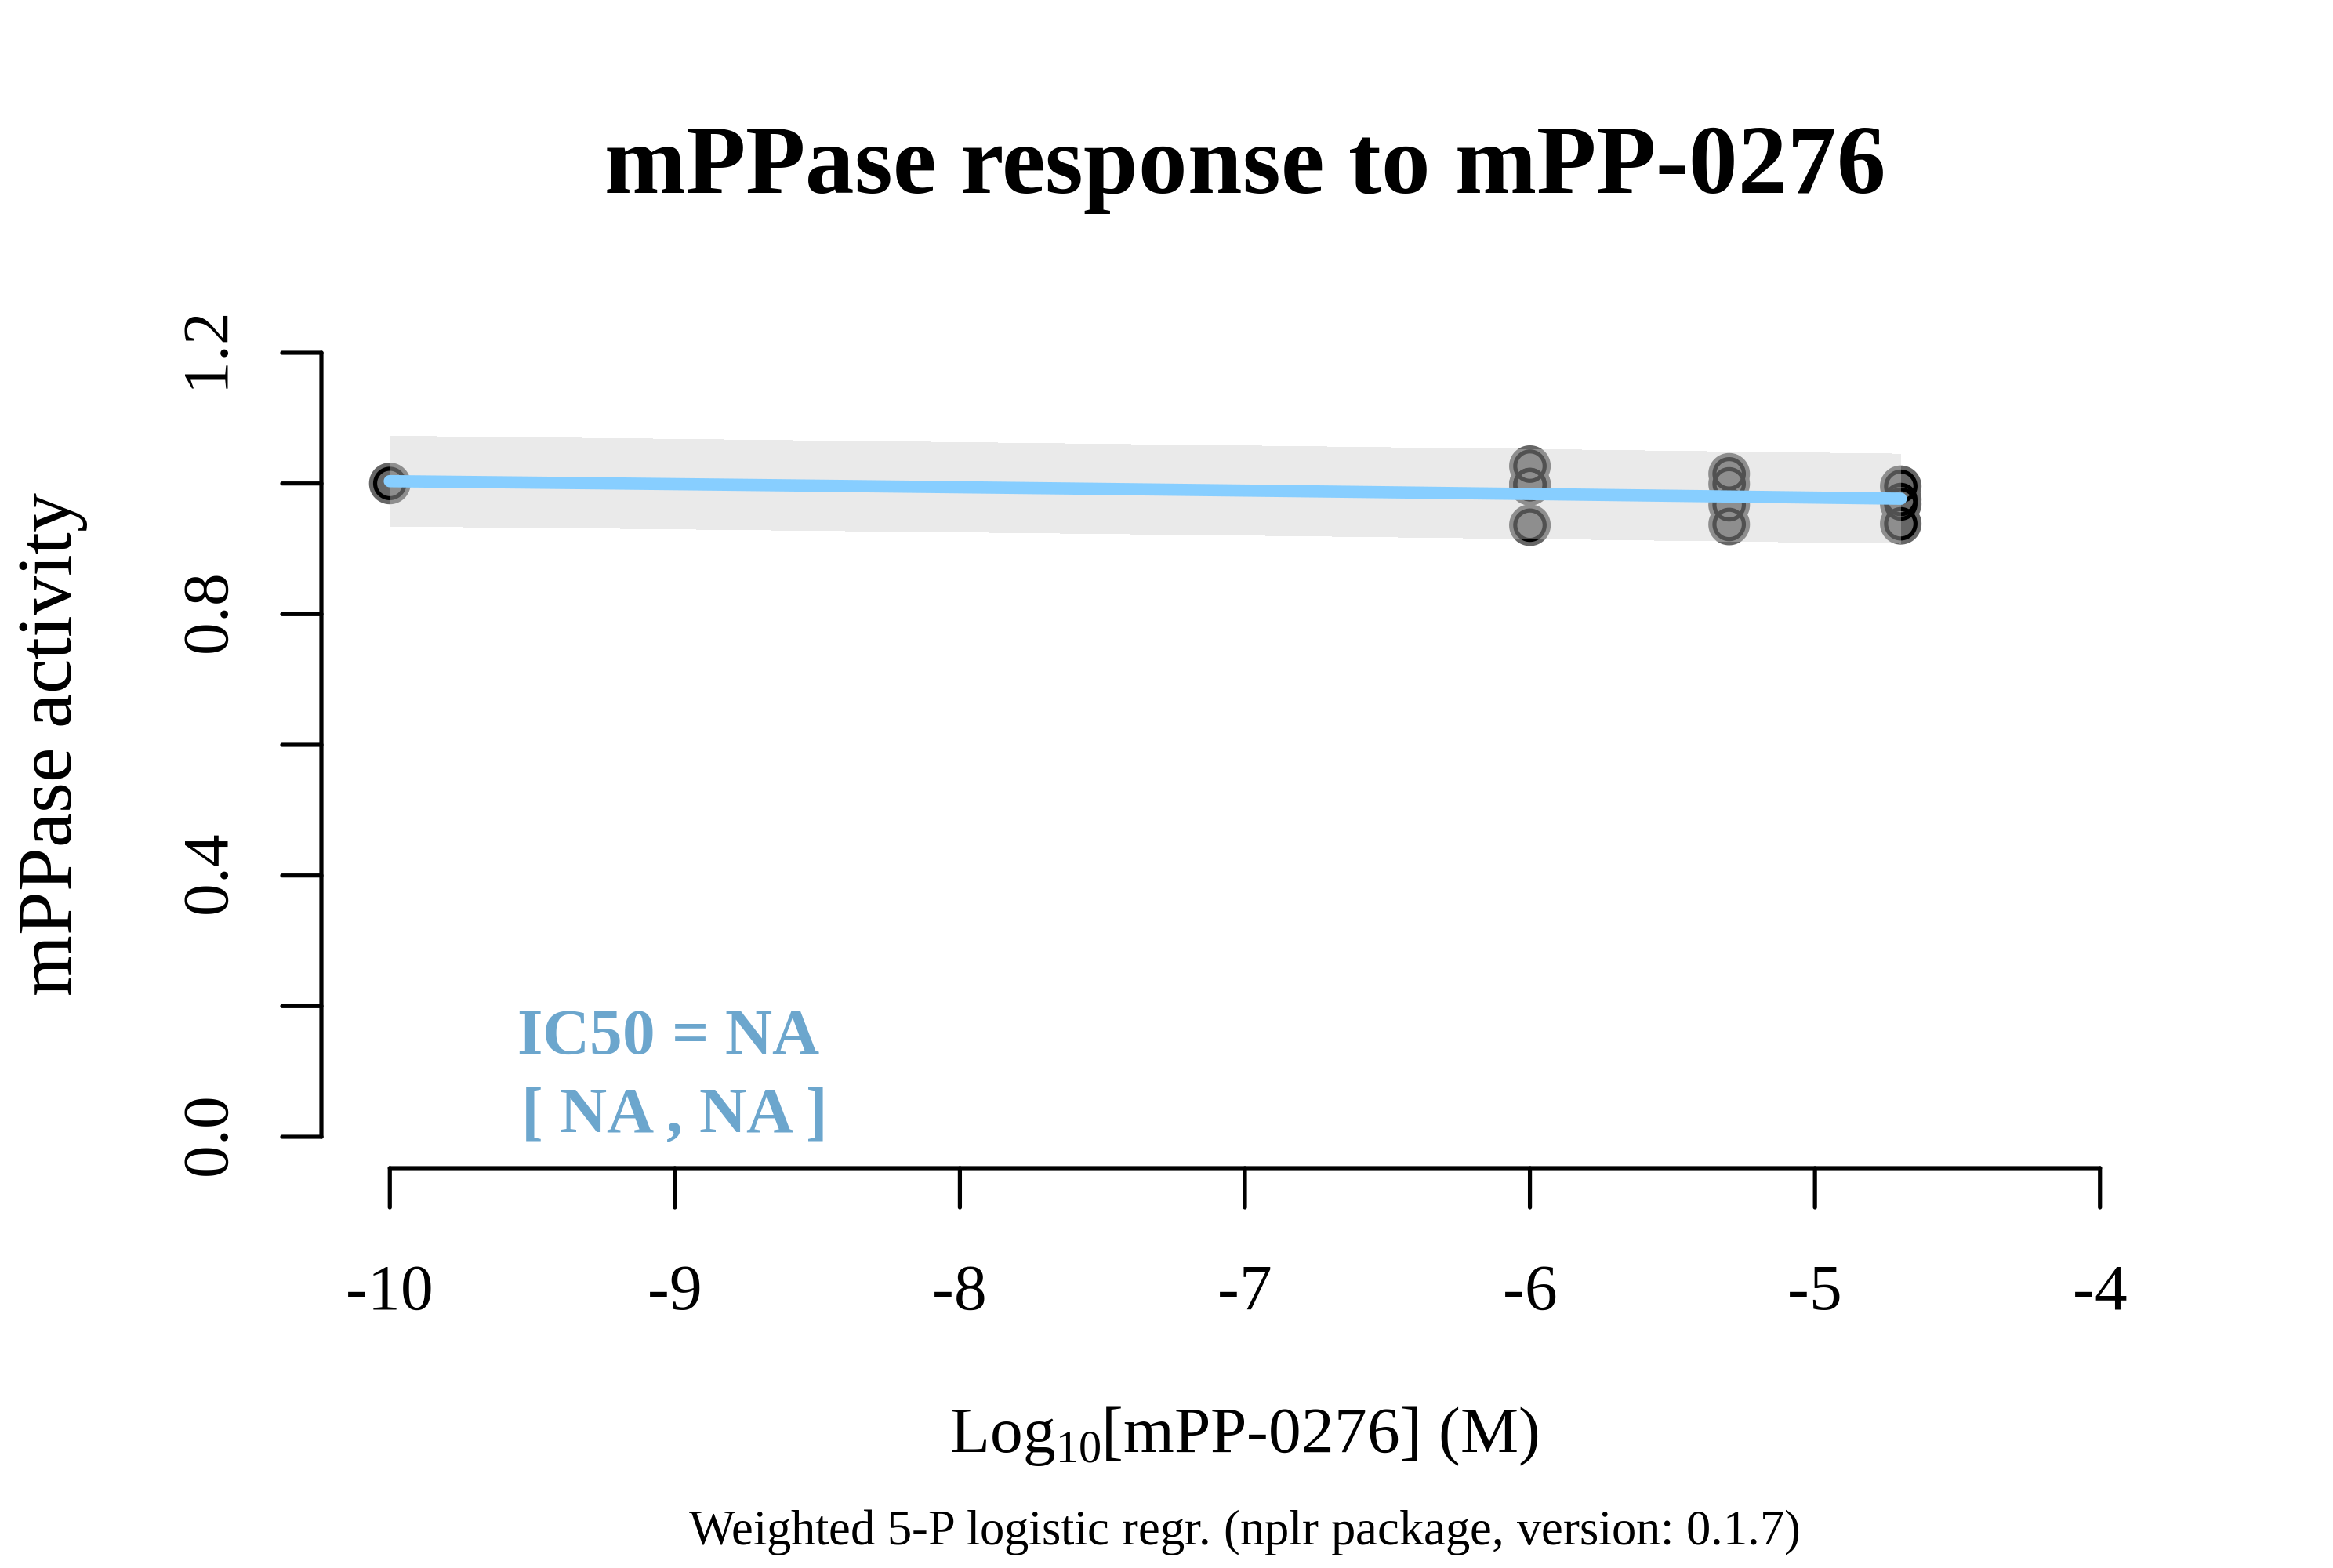 mPPase response to mPP-0276
mPPase activity
1.2
0.8
0.4
0.0
IC50 = NA
[ NA , NA ]
-10 -9 -8 -7 -6 -5 -4
Log10[mPP-0276] (M)
Weighted 5-P logistic regr. (nplr package, version: 0.1.7)